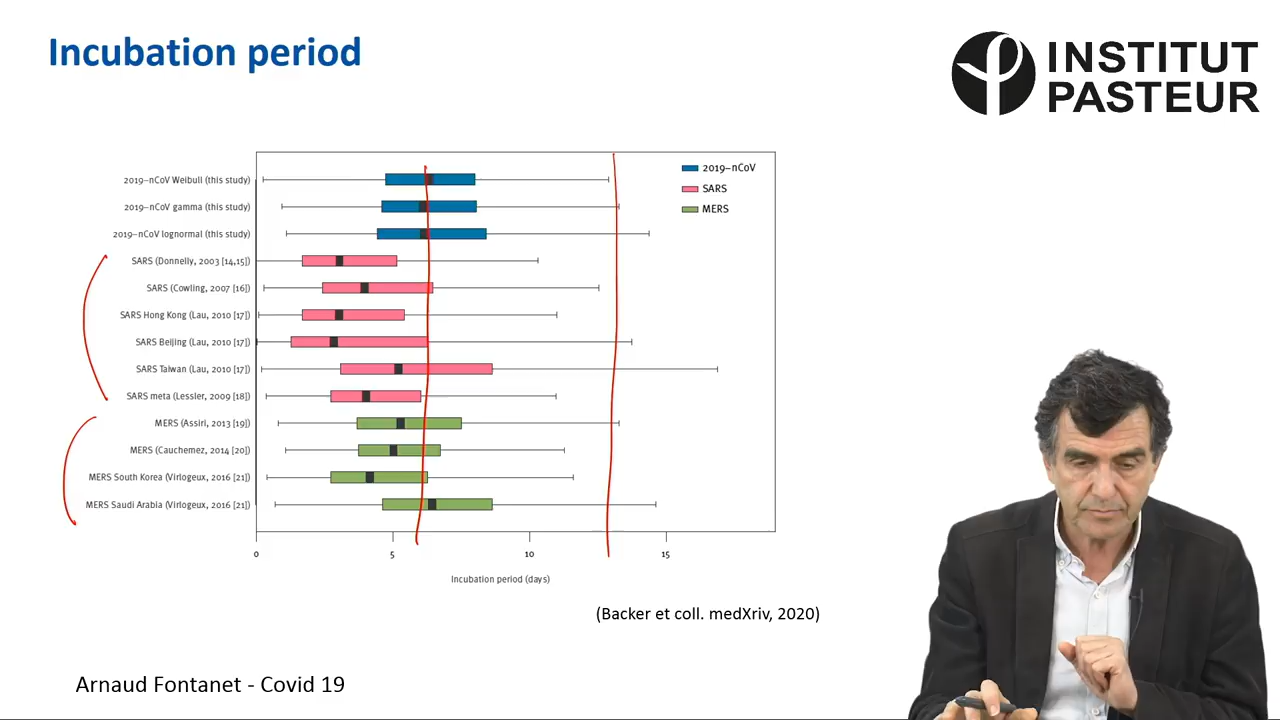 Incubation period
INSTITUT
PASTEUR
2019-nCoV Weibull (this study)
2019-nCoV gamma (this study)
2019-nCoV lognormal (this study)
SARS (Donnelly, 2003 [14,15])
SARS (Cowling, 2007 [16])
SARS Hong Kong (Lau, 2010 [17])
SARS Beijing (Lau, 2010 [17])
SARS Taiwan (Lau, 2010 [17])
SARS meta (Lessler, 2009 [18])
MERS (Assiri, 2013 [19])
MERS (Cauchemez, 2014 [20])
MERS South Korea (Virlogeux, 2016 [21])
MERS Saudi Arabia (Virlogeux, 2016 [21])
2019-nCoV
SARS
MERS
0 5 10 15
Incubation period (days)
(Backer et coll. medXriv, 2020)
Arnaud Fontanet - Covid 19